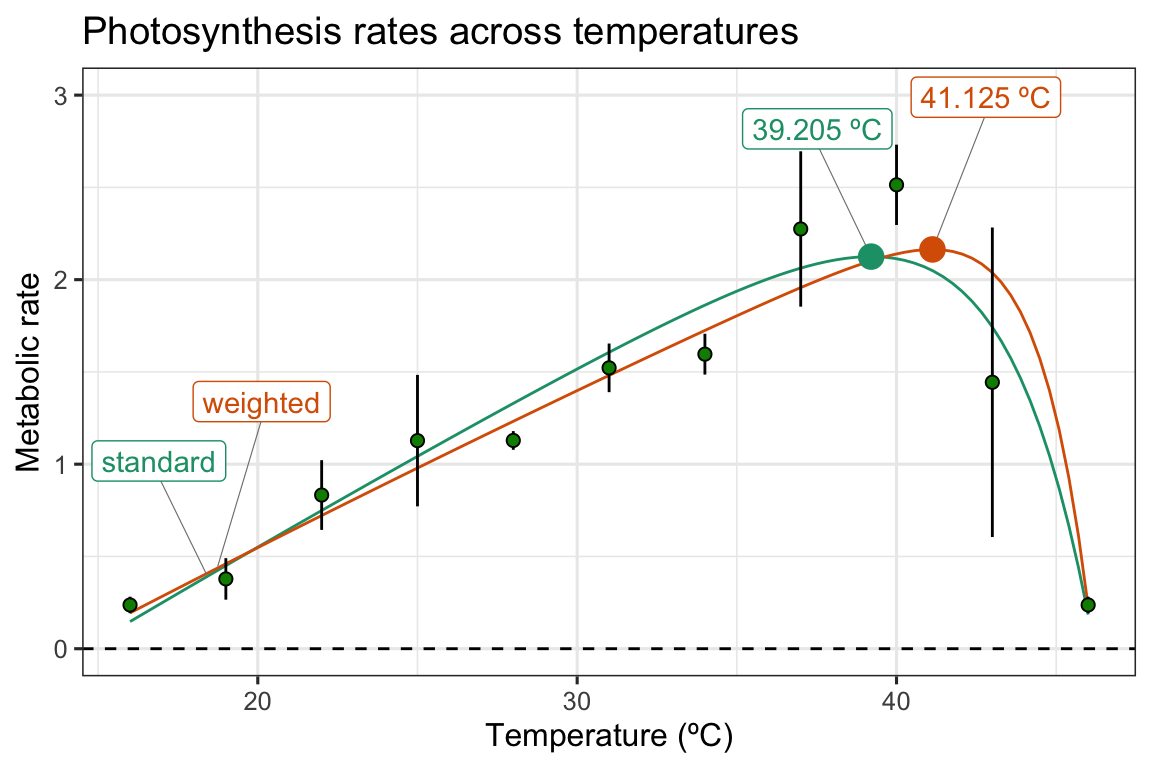 Photosynthesis rates across temperatures
41.125 ºC
39.205 ºC
weighted
standard
Metabolic rate
3
2
1
0
20
30
40
Temperature (ºC)